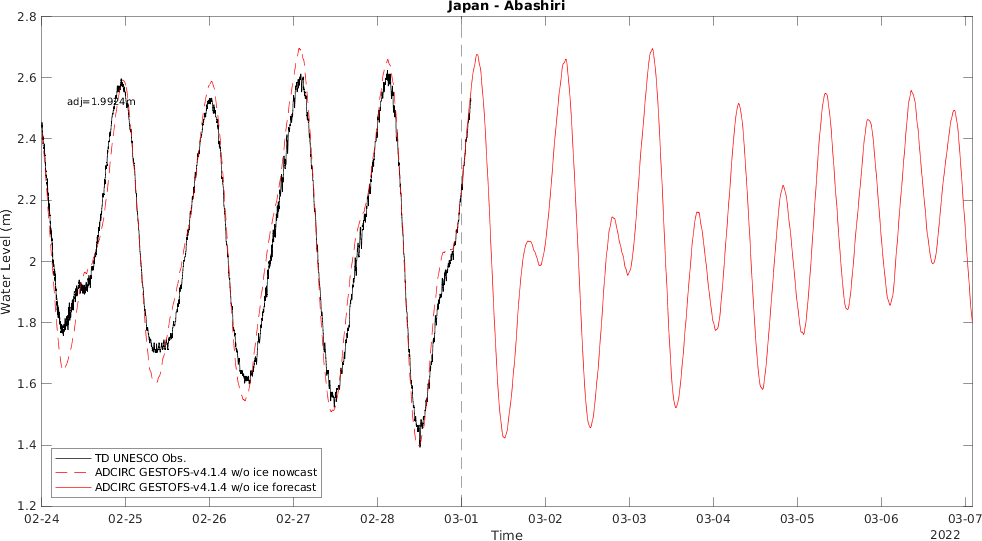 Japan - Abashiri
2.8
2.6
2.4
2.2
2
1.8
1.6
1.4
1.2
Water Level (m)
adj=1.9924m
TD UNESCO Obs.
ADCIRC GESTOFS-v4.1.4 w/o ice nowcast
ADCIRC GESTOFS-v4.1.4 w/o ice forecast
02-24 02-25 02-26 02-27 02-28 03-01 03-02 03-03 03-04 03-05 03-06 03-07
Time
2022